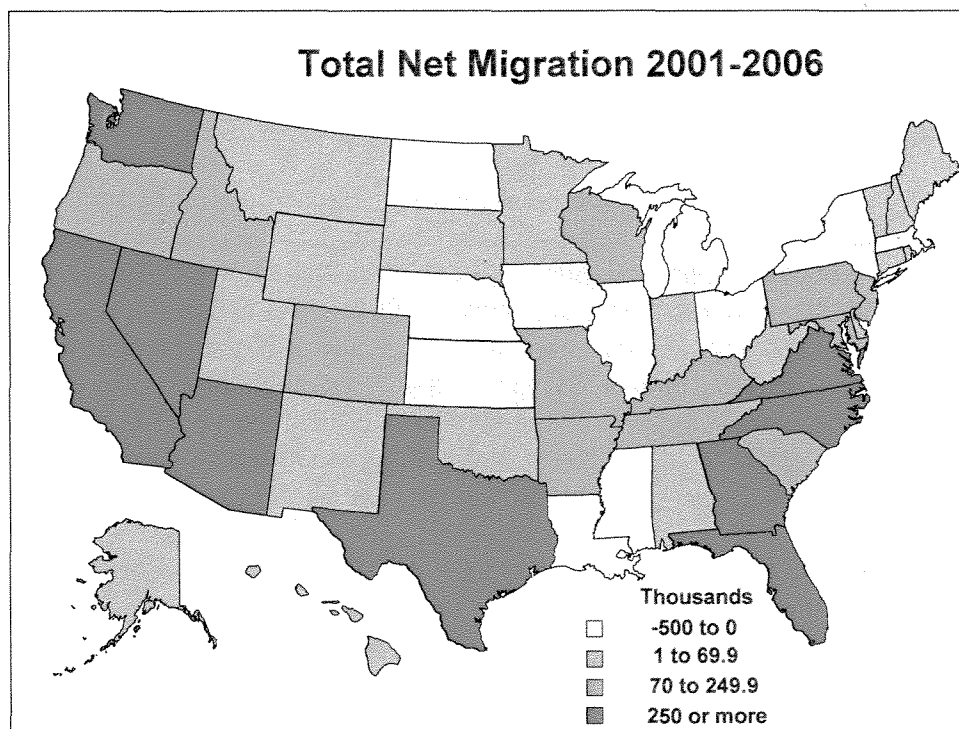 Total Net Migration 2001-2006
Thousands
-500 to 0
1 to 69.9
70 to 249.9
250 or more